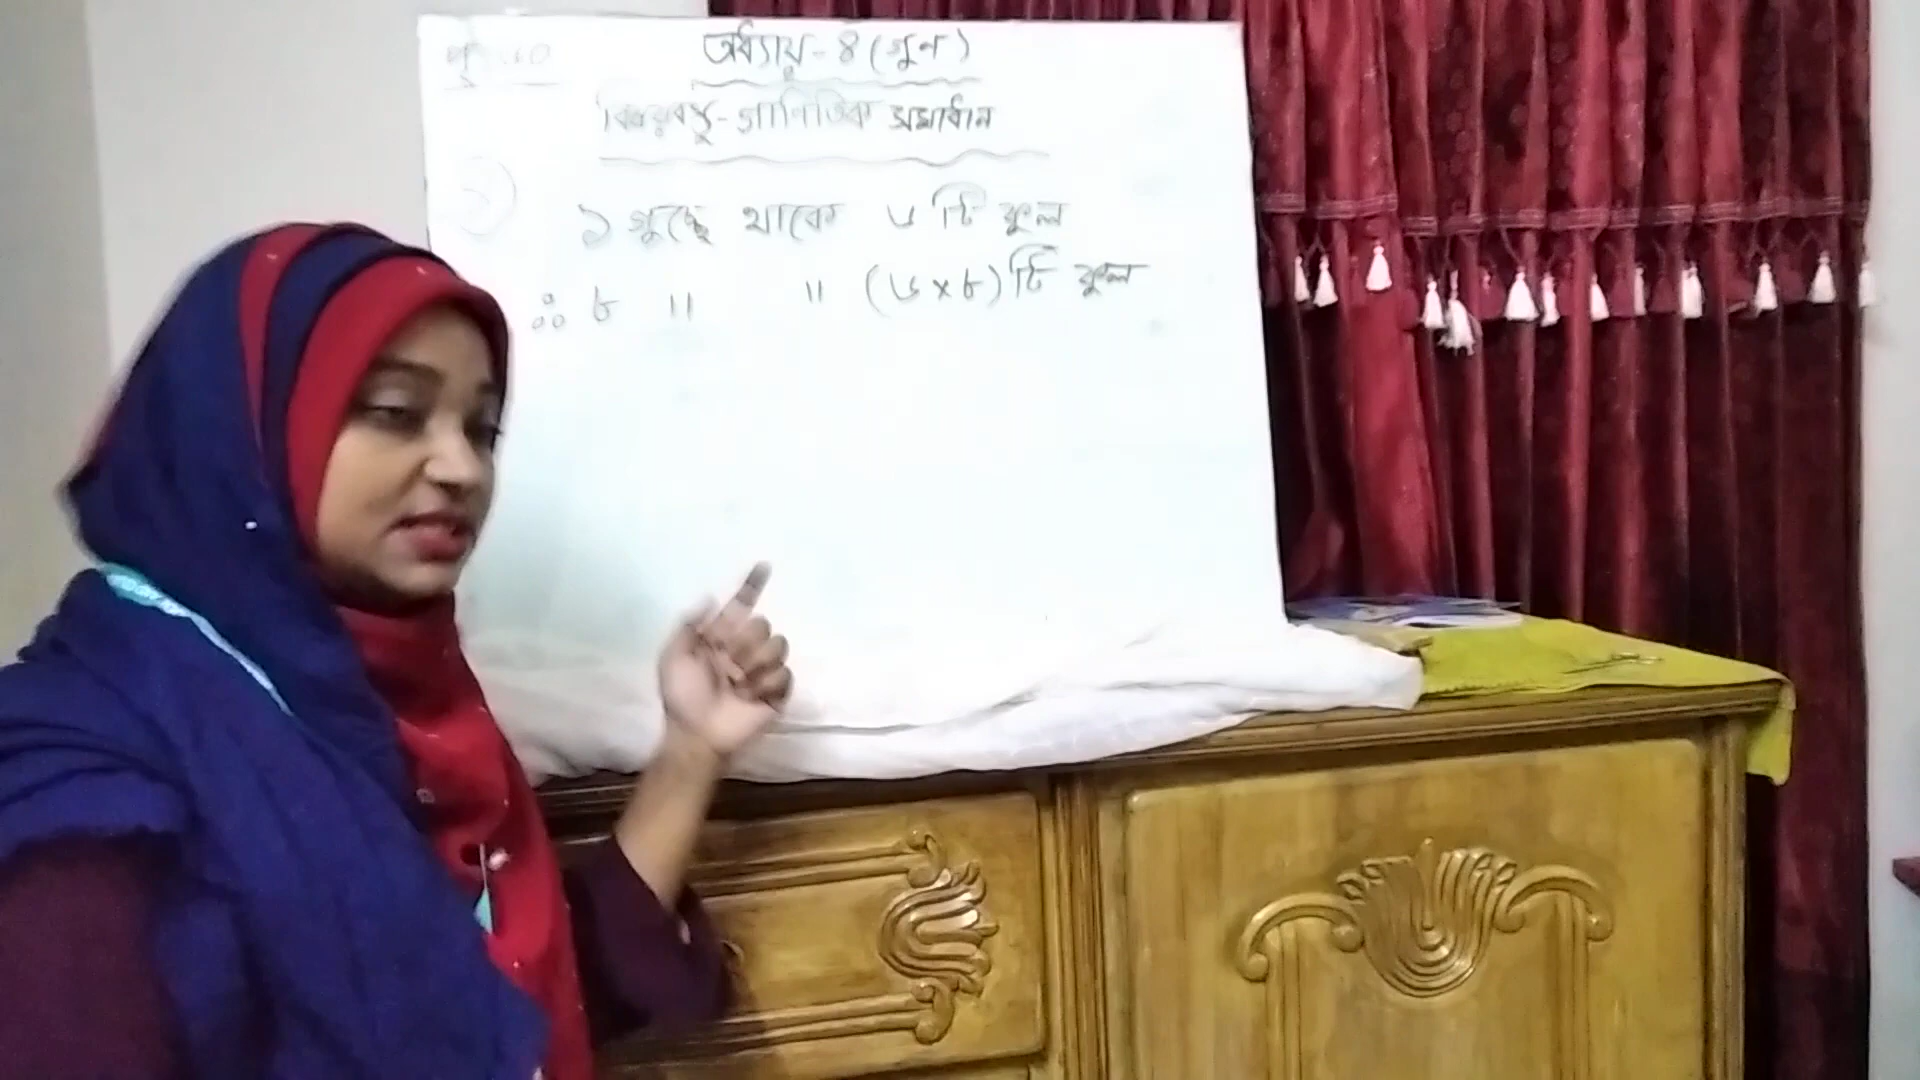 অধ্যায়-৪ (গুণ)
বিষয়বস্তু-গাণিতিক সমাধান
১ গুচ্ছে থাকে ৬ টি ফুল
∴ ৮ " " (৬×৮) টি ফুল